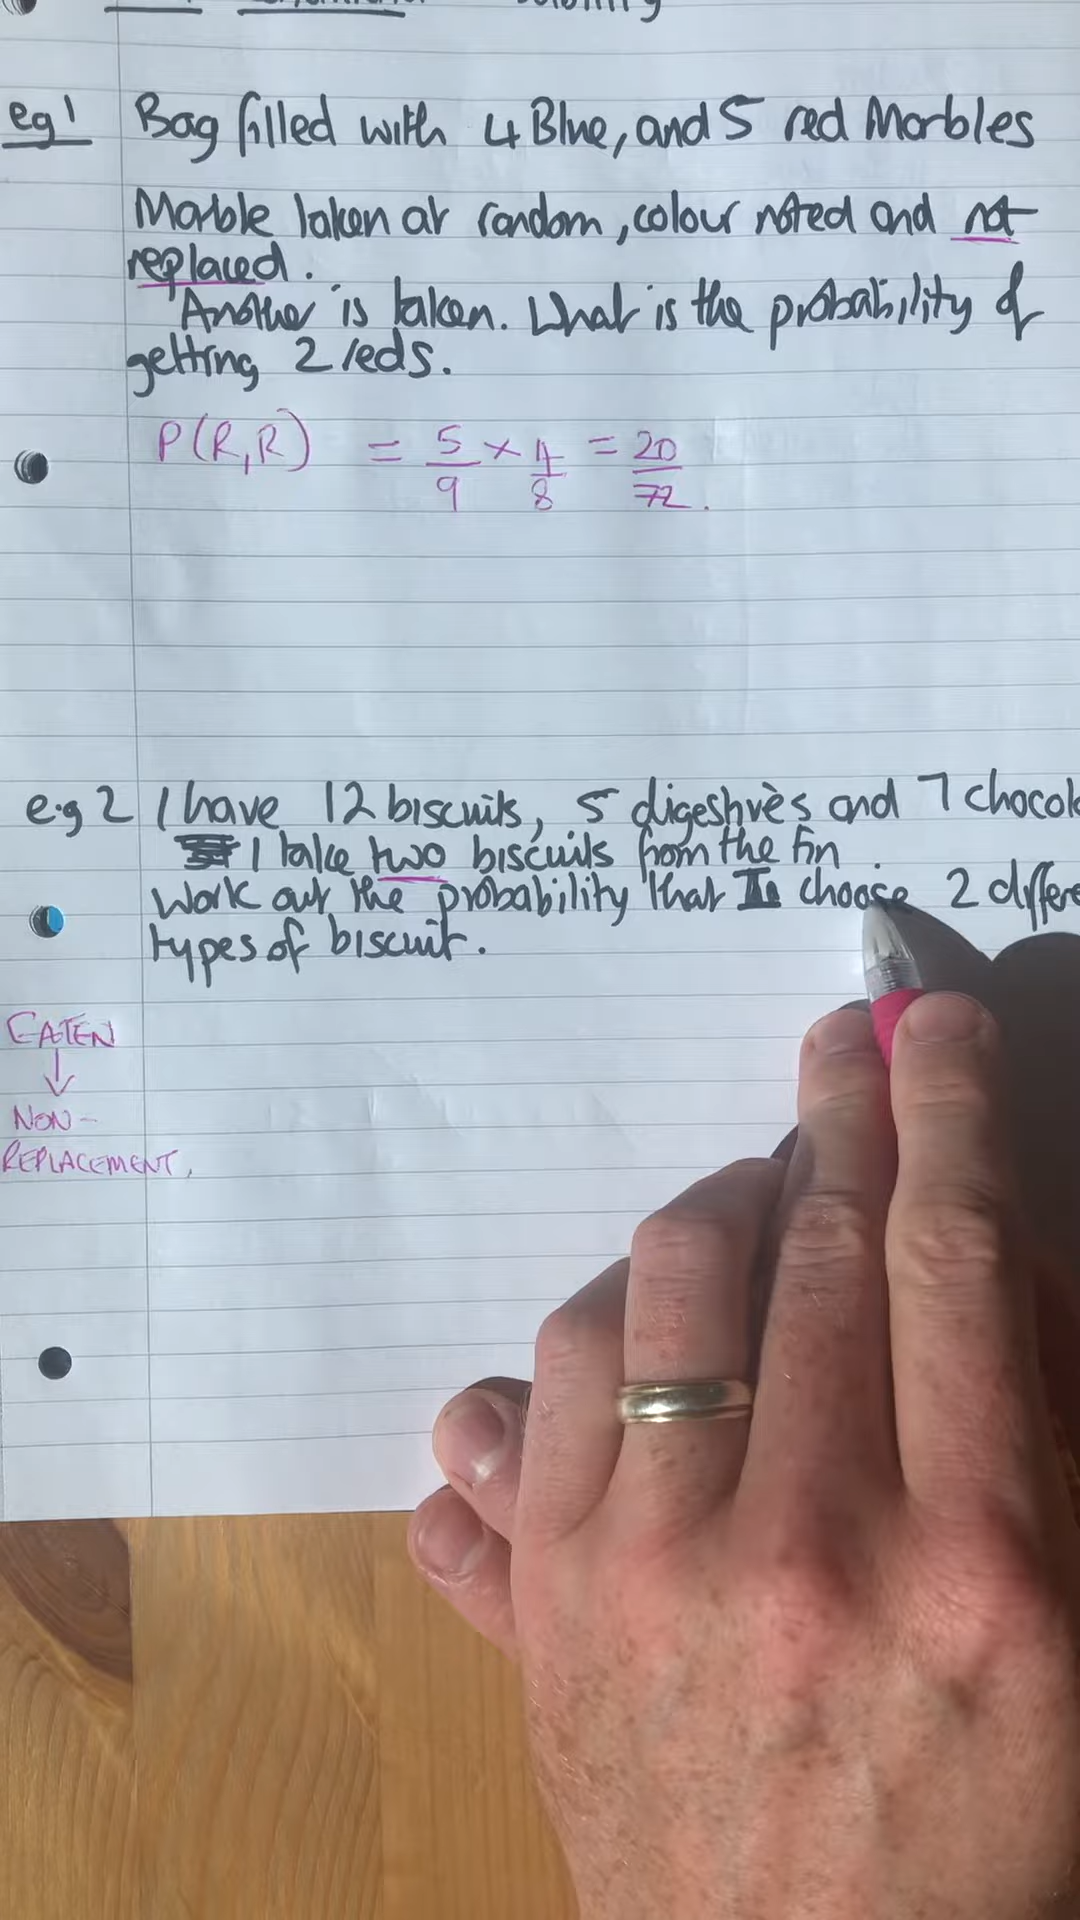 eg1 Bag filled with 4 Blue, and 5 red Marbles
Marble taken at random, colour noted and not
replaced.
Another is taken. What is the probability of
getting 2 reds.
P(R,R) = 5/9 × 4/8 = 20/72.
e.g 2 I have 12 biscuits, 5 digestives and 7 chocol
I take two biscuits from the tin.
Work out the probability that I choose 2 differe
types of biscuit.
EATEN
↓
NON-
REPLACEMENT,